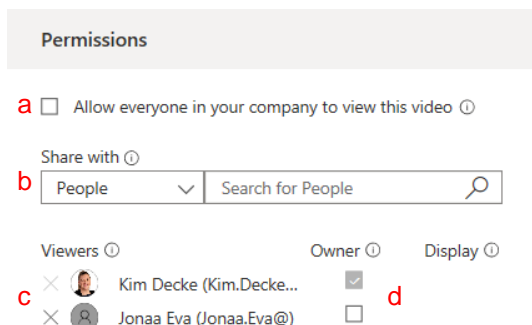 Permissions
a Allow everyone in your company to view this video
Share with
b People Search for People
Viewers Owner Display
Kim Decke (Kim.Decke...
c d
Jonaa Eva (Jonaa.Eva@)